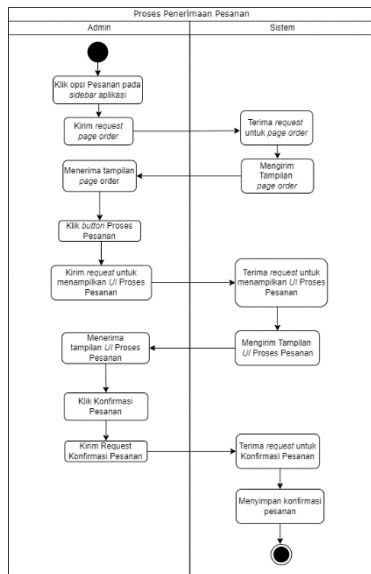 Proses Penerimaan Pesanan
Admin
Sistem
Klik opsi Pesanan pada
sidebar aplikasi
Kirim request
page order
Terima request
untuk page order
Mengirim
Tampilan
page order
Menerima tampilan
page order
Klik button Proses
Pesanan
Kirim request untuk
menampilkan UI Proses
Pesanan
Terima request untuk
menampilkan UI Proses
Pesanan
Mengirim Tampilan
UI Proses Pesanan
Menerima
tampilan UI Proses
Pesanan
Klik Konfirmasi
Pesanan
Kirim Request
Konfirmasi Pesanan
Terima request untuk
Konfirmasi Pesanan
Menyimpan konfirmasi
pesanan